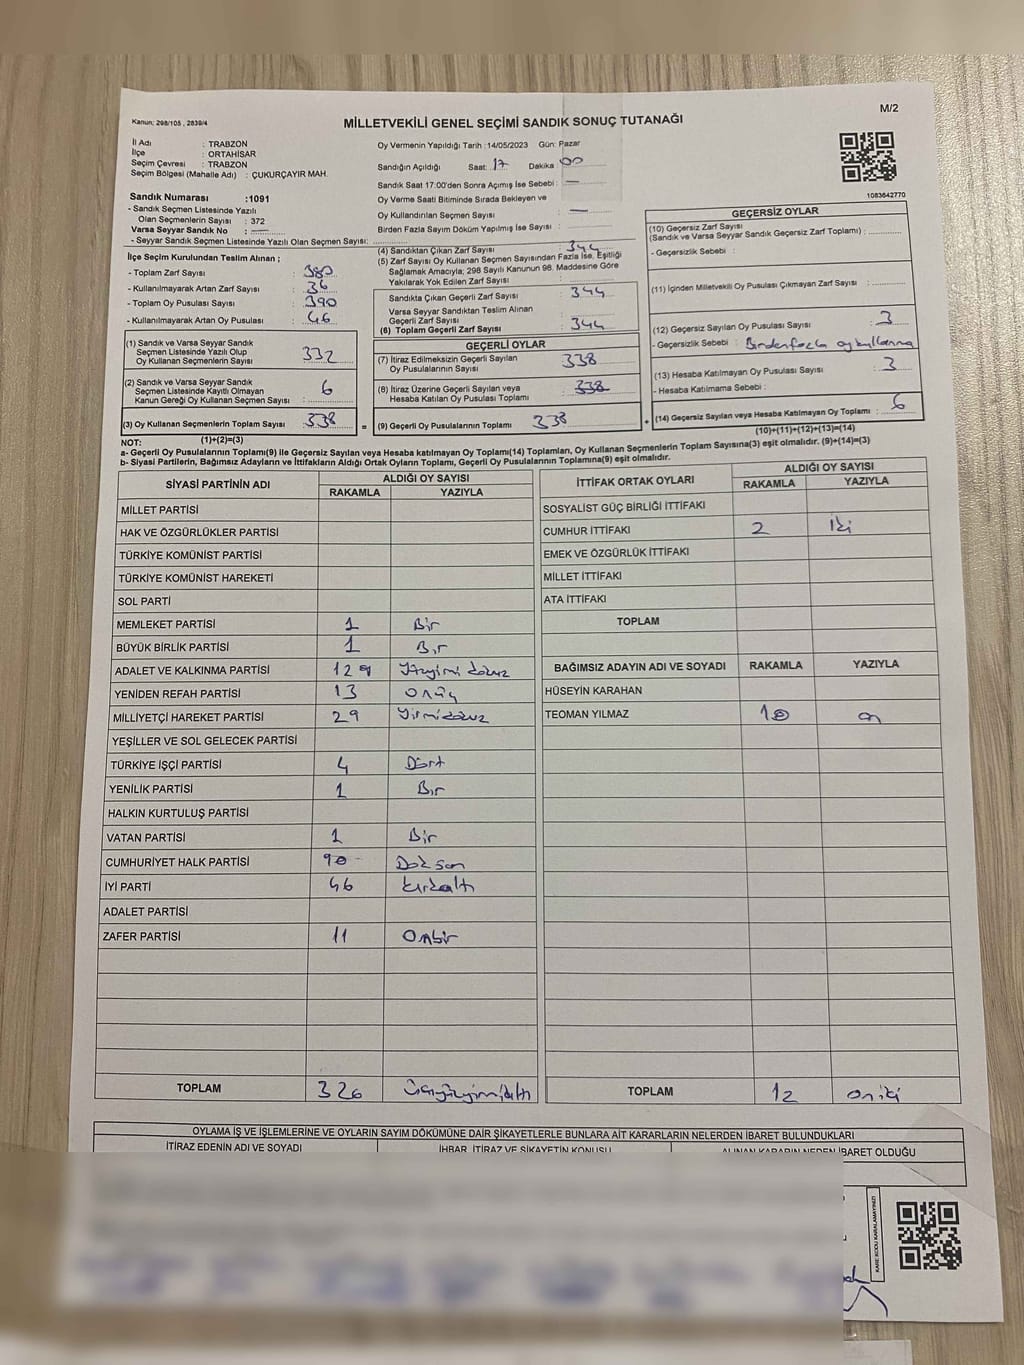 M/2
Kanun: 298/105 , 2839/4
MİLLETVEKİLİ GENEL SEÇİMİ SANDIK SONUÇ TUTANAĞI
İl Adı : TRABZON
İlçe : ORTAHİSAR
Seçim Çevresi : TRABZON
Seçim Bölgesi (Mahalle Adı) : ÇUKURÇAYIR MAH.
Sandık Numarası :1091
- Sandık Seçmen Listesinde Yazılı
Olan Seçmenlerin Sayısı : 372
Varsa Seyyar Sandık No : —
- Seyyar Sandık Seçmen Listesinde Yazılı Olan Seçmen Sayısı:
İlçe Seçim Kurulundan Teslim Alınan ;
- Toplam Zarf Sayısı : 380
- Kullanılmayarak Artan Zarf Sayısı : 36
- Toplam Oy Pusulası Sayısı : 390
- Kullanılmayarak Artan Oy Pusulası : 46
(1) Sandık ve Varsa Seyyar Sandık
Seçmen Listesinde Yazılı Olup
Oy Kullanan Seçmenlerin Sayısı : 332
(2) Sandık ve Varsa Seyyar Sandık
Seçmen Listesinde Kayıtlı Olmayan
Kanun Gereği Oy Kullanan Seçmen Sayısı : 6
(3) Oy Kullanan Seçmenlerin Toplam Sayısı : 338
(1)+(2)=(3)
Oy Vermenin Yapıldığı Tarih :14/05/2023 Gün: Pazar
Sandığın Açıldığı Saat: 17 Dakika 00
Sandık Saat 17:00'den Sonra Açımış İse Sebebi : —
Oy Verme Saati Bitiminde Sırada Bekleyen ve
Oy Kullandırılan Seçmen Sayısı : —
Birden Fazla Sayım Döküm Yapılmış İse Sayısı :
(4) Sandıktan Çıkan Zarf Sayısı : 344
(5) Zarf Sayısı Oy Kullanan Seçmen Sayısından Fazla İse, Eşitliği
Sağlamak Amacıyla; 298 Sayılı Kanunun 98. Maddesine Göre
Yakılarak Yok Edilen Zarf Sayısı :
Sandıkta Çıkan Geçerli Zarf Sayısı : 344
Varsa Seyyar Sandıktan Teslim Alınan
Geçerli Zarf Sayısı :
(6) Toplam Geçerli Zarf Sayısı : 344
GEÇERLİ OYLAR
(7) İtiraz Edilmeksizin Geçerli Sayılan
Oy Pusulalarının Sayısı : 338
(8) İtiraz Üzerine Geçerli Sayılan veya
Hesaba Katılan Oy Pusulası Toplamı : 338
= (9) Geçerli Oy Pusulalarının Toplamı : 338
1083642770
GEÇERSİZ OYLAR
(10) Geçersiz Zarf Sayısı
(Sandık ve Varsa Seyyar Sandık Geçersiz Zarf Toplamı) :
- Geçersizlik Sebebi :
(11) İçinden Milletvekili Oy Pusulası Çıkmayan Zarf Sayısı :
(12) Geçersiz Sayılan Oy Pusulası Sayısı : 3
- Geçersizlik Sebebi : Birden fazla oy kullanma
(13) Hesaba Katılmayan Oy Pusulası Sayısı : 3
- Hesaba Katılmama Sebebi :
+ (14) Geçersiz Sayılan veya Hesaba Katılmayan Oy Toplamı : 6
(10)+(11)+(12)+(13)=(14)
NOT:
a- Geçerli Oy Pusulalarının Toplamı(9) İle Geçersiz Sayılan veya Hesaba katılmayan Oy Toplamı(14) Toplamları, Oy Kullanan Seçmenlerin Toplam Sayısına(3) eşit olmalıdır. (9)+(14)=(3)
b- Siyasi Partilerin, Bağımsız Adayların ve İttifakların Aldığı Ortak Oyların Toplamı, Geçerli Oy Pusulalarının Toplamına(9) eşit olmalıdır.
SİYASİ PARTİNİN ADI ALDIĞI OY SAYISI
RAKAMLA YAZIYLA
MİLLET PARTİSİ
HAK VE ÖZGÜRLÜKLER PARTİSİ
TÜRKİYE KOMÜNİST PARTİSİ
TÜRKİYE KOMÜNİST HAREKETİ
SOL PARTİ
MEMLEKET PARTİSİ 1 Bir
BÜYÜK BİRLİK PARTİSİ 1 Bir
ADALET VE KALKINMA PARTİSİ 129
YENİDEN REFAH PARTİSİ 13 onüç
MİLLİYETÇİ HAREKET PARTİSİ 29 Yirmidokuz
YEŞİLLER VE SOL GELECEK PARTİSİ
TÜRKİYE İŞÇİ PARTİSİ 4 Dört
YENİLİK PARTİSİ 1 Bir
HALKIN KURTULUŞ PARTİSİ
VATAN PARTİSİ 1 Bir
CUMHURİYET HALK PARTİSİ 90 Doksan
İYİ PARTİ 46 kırkaltı
ADALET PARTİSİ
ZAFER PARTİSİ 11 Onbir
TOPLAM 326 üçyüzyirmialtı
İTTİFAK ORTAK OYLARI ALDIĞI OY SAYISI
RAKAMLA YAZIYLA
SOSYALİST GÜÇ BİRLİĞİ İTTİFAKI
CUMHUR İTTİFAKI 2 İki
EMEK VE ÖZGÜRLÜK İTTİFAKI
MİLLET İTTİFAKI
ATA İTTİFAKI
TOPLAM
BAĞIMSIZ ADAYIN ADI VE SOYADI RAKAMLA YAZIYLA
HÜSEYİN KARAHAN
TEOMAN YILMAZ 10 on
TOPLAM 12 oniki
OYLAMA İŞ VE İŞLEMLERİNE VE OYLARIN SAYIM DÖKÜMÜNE DAİR ŞİKAYETLERLE BUNLARA AİT KARARLARIN NELERDEN İBARET BULUNDUKLARI
İTİRAZ EDENİN ADI VE SOYADI İHBAR, İTİRAZ VE ŞİKAYETİN KONUSU ALINAN KARARIN NEDEN İBARET OLDUĞU
KARE KODU KARALAMAYINIZ!